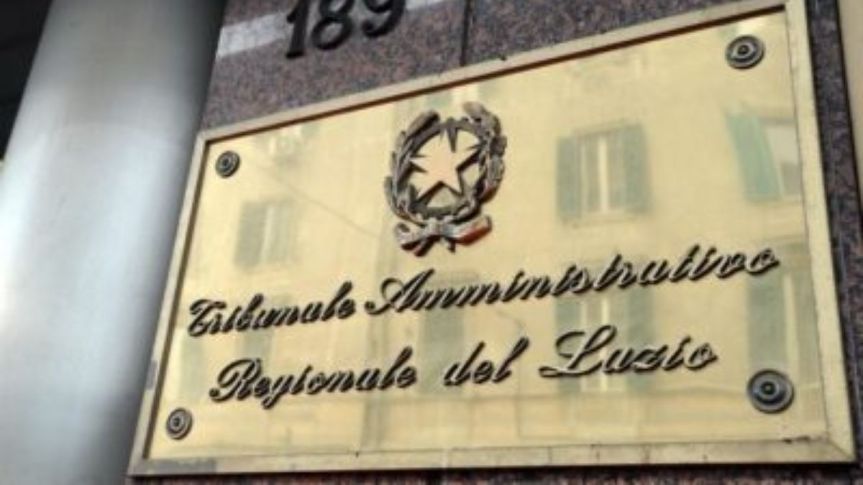 189
Tribunale Amministrativo
Regionale del Lazio